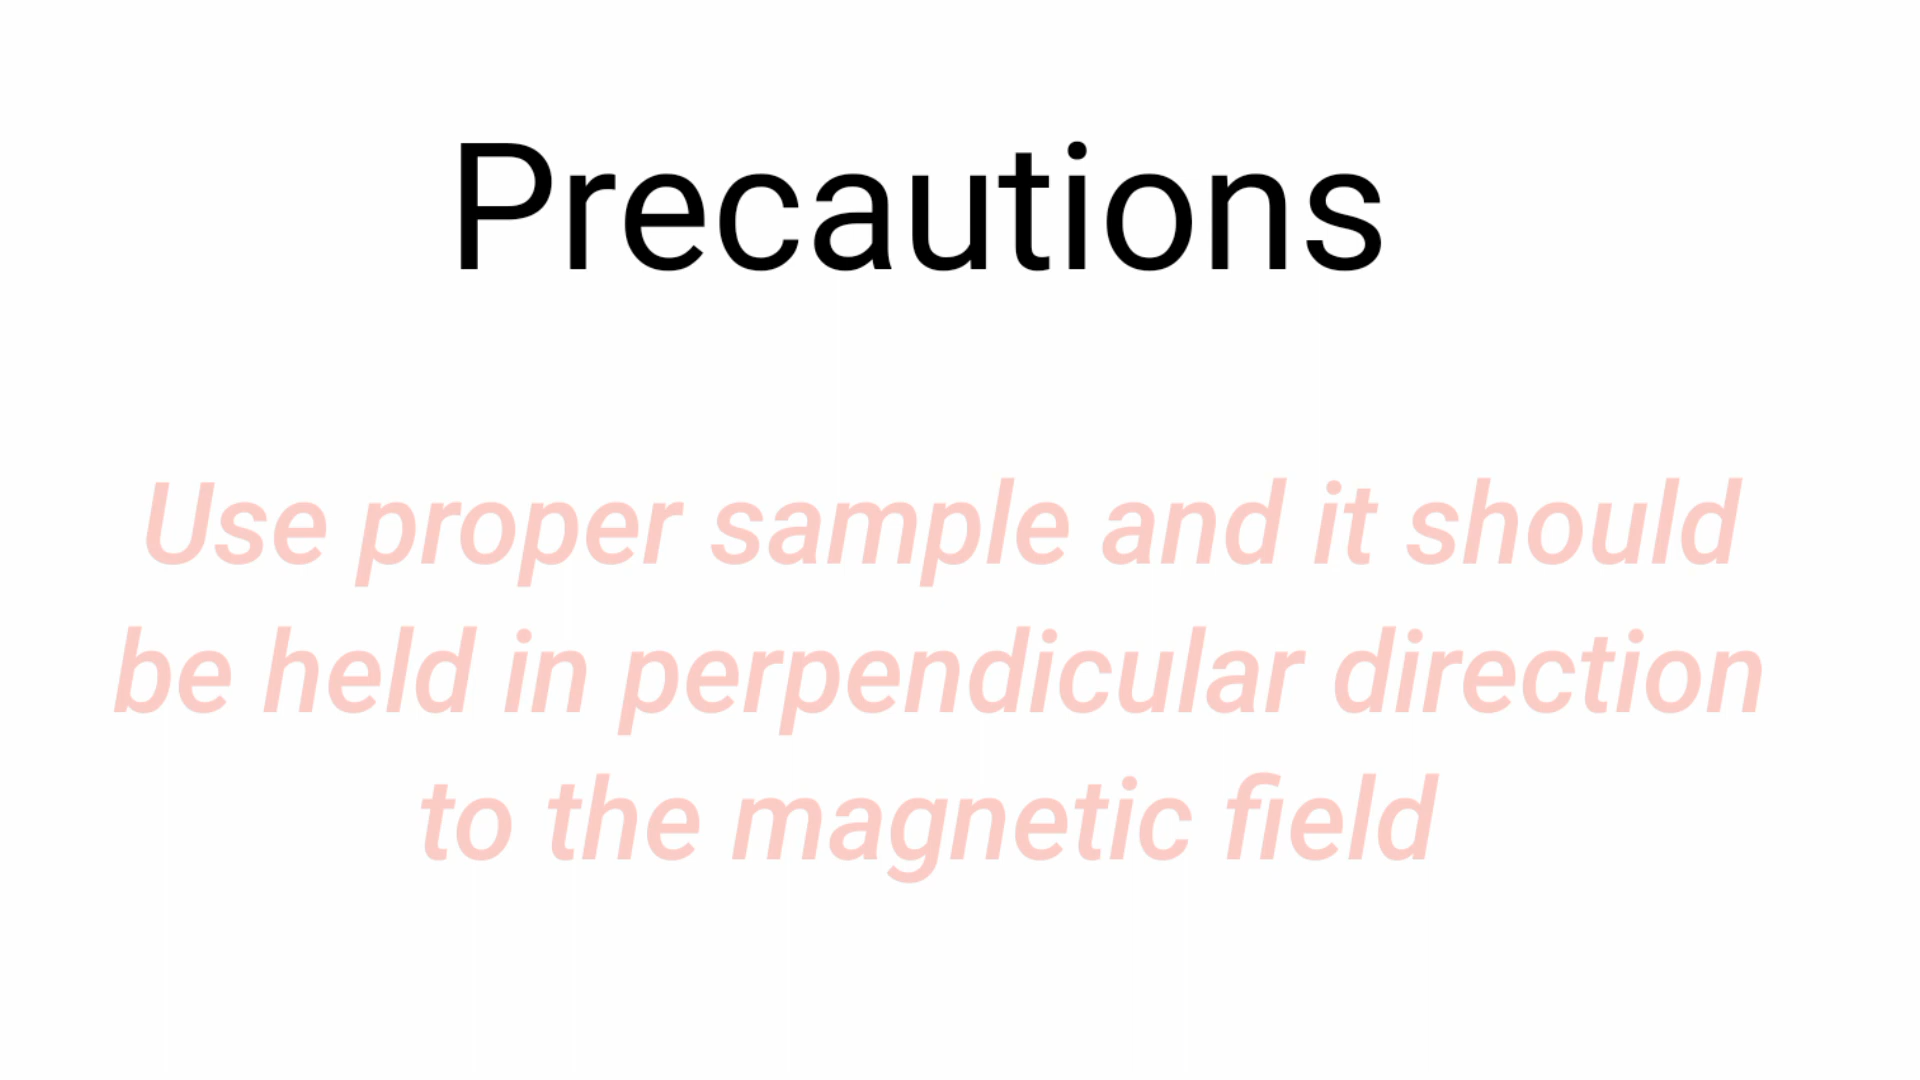 Precautions
Use proper sample and it should
be held in perpendicular direction
to the magnetic field